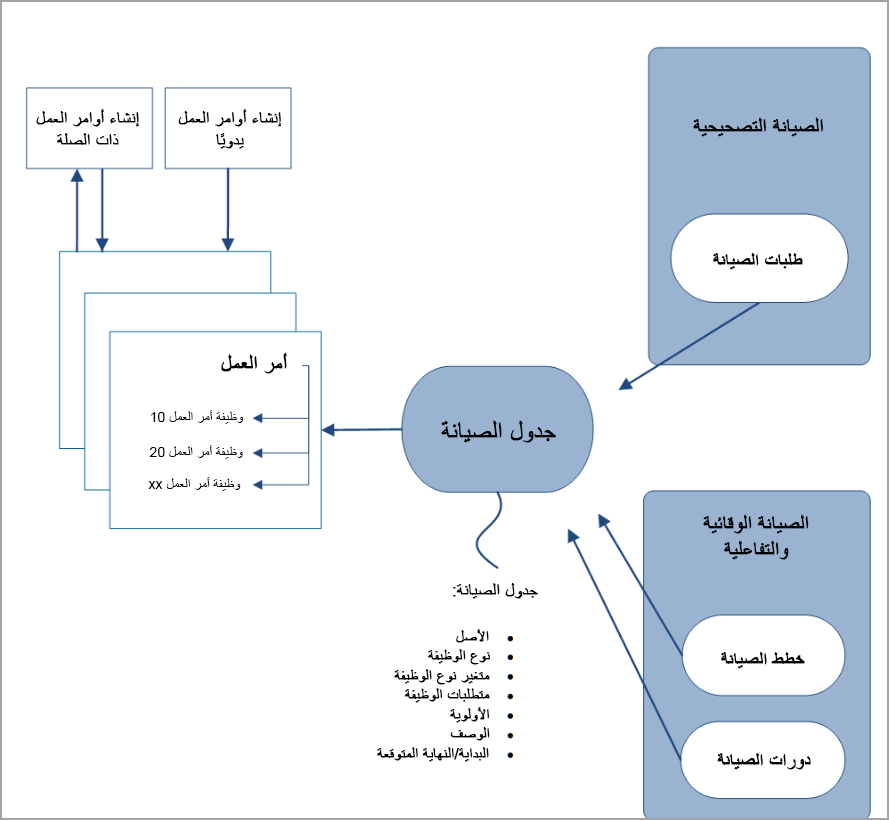 الصيانة التصحيحية
طلبات الصيانة
إنشاء أوامر العمل
يدويًا
إنشاء أوامر العمل
ذات الصلة
جدول الصيانة
أمر العمل
وظيفة أمر العمل 10
وظيفة أمر العمل 20
وظيفة أمر العمل xx
الصيانة الوقائية
والتفاعلية
خطط الصيانة
دورات الصيانة
جدول الصيانة:
• الأصل
• نوع الوظيفة
• متغير نوع الوظيفة
• متطلبات الوظيفة
• الأولوية
• الوصف
• البداية/النهاية المتوقعة